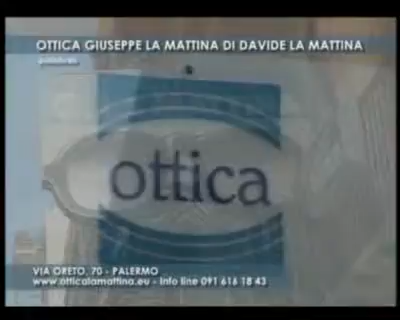 OTTICA GIUSEPPE LA MATTINA DI DAVIDE LA MATTINA
ottica
VIA ORETO, 70 - PALERMO
www.otticalamattina.eu - Info line 091 616 18 43